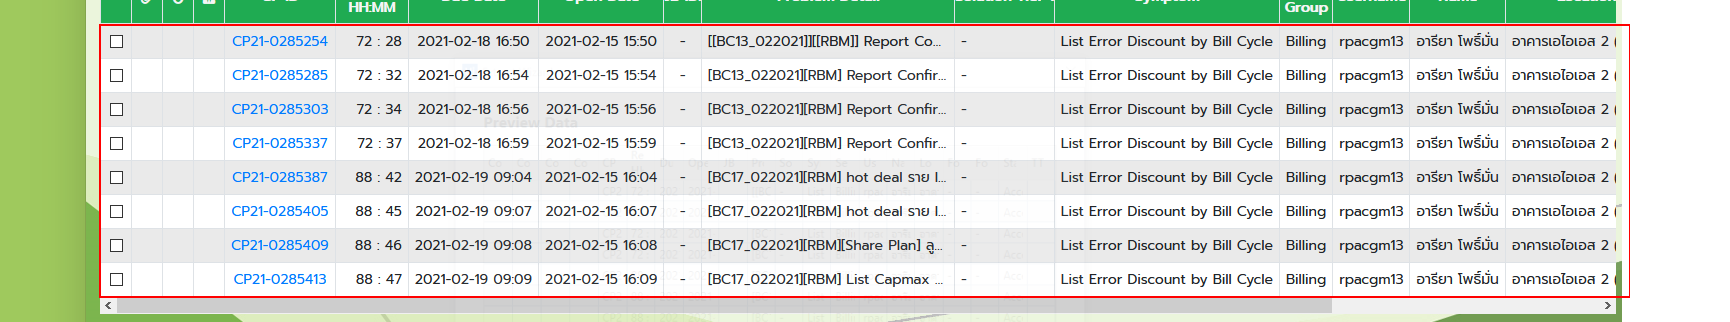 HH:MM Group
CP21-0285254 72 : 28 2021-02-18 16:50 2021-02-15 15:50 - [[BC13_022021]][[RBM]] Report Co... - List Error Discount by Bill Cycle Billing rpacgm13 อารียา โพธิ์มั่น อาคารเอไอเอส 2 (
CP21-0285285 72 : 32 2021-02-18 16:54 2021-02-15 15:54 - [BC13_022021][RBM] Report Confir... - List Error Discount by Bill Cycle Billing rpacgm13 อารียา โพธิ์มั่น อาคารเอไอเอส 2 (
CP21-0285303 72 : 34 2021-02-18 16:56 2021-02-15 15:56 - [BC13_022021][RBM] Report Confir... - List Error Discount by Bill Cycle Billing rpacgm13 อารียา โพธิ์มั่น อาคารเอไอเอส 2 (
Preview Data
CP21-0285337 72 : 37 2021-02-18 16:59 2021-02-15 15:59 - [BC13_022021][RBM] Report Confir... - List Error Discount by Bill Cycle Billing rpacgm13 อารียา โพธิ์มั่น อาคารเอไอเอส 2 (
CP21-0285387 88 : 42 2021-02-19 09:04 2021-02-15 16:04 - [BC17_022021][RBM] hot deal ราย l... - List Error Discount by Bill Cycle Billing rpacgm13 อารียา โพธิ์มั่น อาคารเอไอเอส 2 (
CP21-0285405 88 : 45 2021-02-19 09:07 2021-02-15 16:07 - [BC17_022021][RBM] hot deal ราย l... - List Error Discount by Bill Cycle Billing rpacgm13 อารียา โพธิ์มั่น อาคารเอไอเอส 2 (
CP21-0285409 88 : 46 2021-02-19 09:08 2021-02-15 16:08 - [BC17_022021][RBM][Share Plan] ลู... - List Error Discount by Bill Cycle Billing rpacgm13 อารียา โพธิ์มั่น อาคารเอไอเอส 2 (
CP21-0285413 88 : 47 2021-02-19 09:09 2021-02-15 16:09 - [BC17_022021][RBM] List Capmax ... - List Error Discount by Bill Cycle Billing rpacgm13 อารียา โพธิ์มั่น อาคารเอไอเอส 2 (